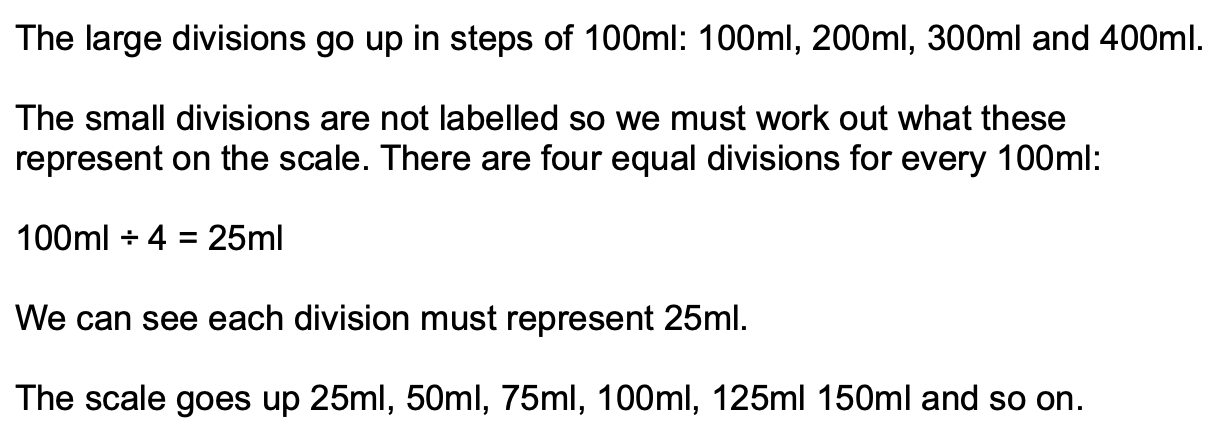 The large divisions go up in steps of 100ml: 100ml, 200ml, 300ml and 400ml.
The small divisions are not labelled so we must work out what these
represent on the scale. There are four equal divisions for every 100ml:
100ml ÷ 4 = 25ml
We can see each division must represent 25ml.
The scale goes up 25ml, 50ml, 75ml, 100ml, 125ml 150ml and so on.